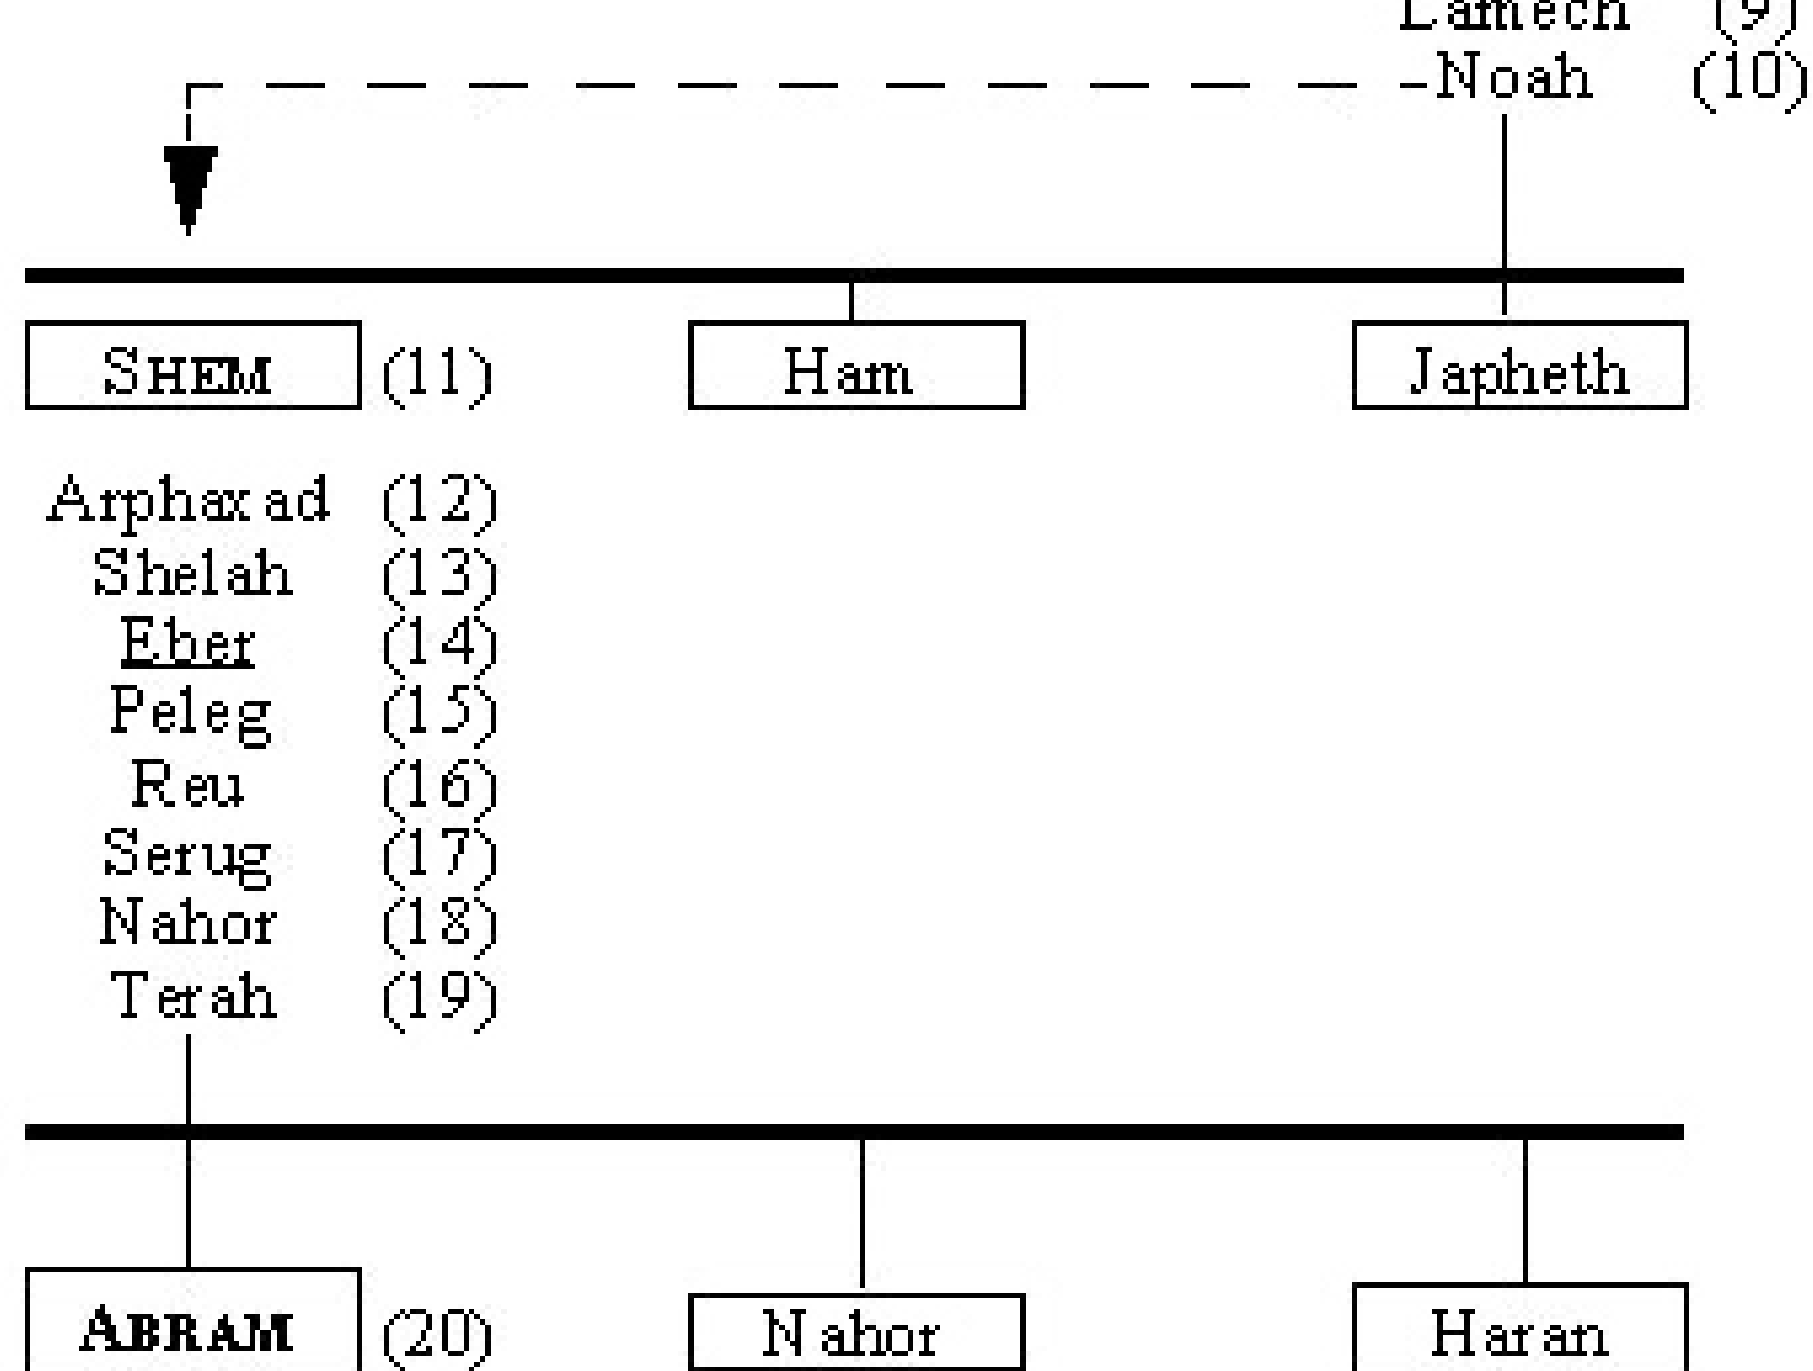 Lamech (9)
Noah (10)
SHEM (11) Ham Japheth
Arphaxad (12)
Shelah (13)
Eber (14)
Peleg (15)
Reu (16)
Serug (17)
Nahor (18)
Terah (19)
ABRAM (20) Nahor Haran